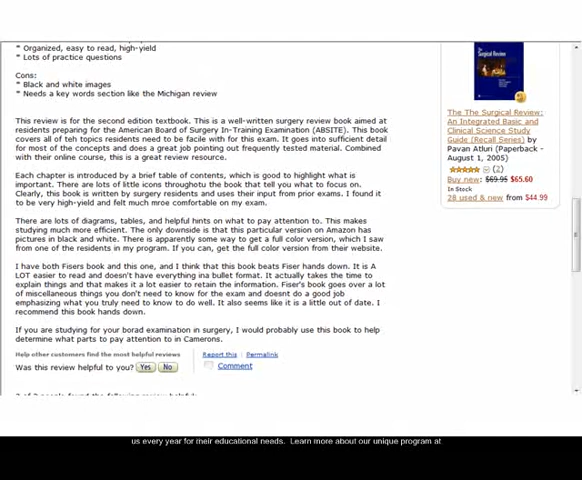 * Organized, easy to read, high-yield
* Lots of practice questions
Cons:
* Black and white images
* Needs a key words section like the Michigan review
This review is for the second edition textbook. This is a well-written surgery review book aimed at
residents preparing for the American Board of Surgery In-Training Examination (ABSITE). This book
covers all of teh topics residents need to be facile with for this exam. It goes into sufficient detail
for most of the concepts and does a great job pointing out frequently tested material. Combined
with their online course, this is a great review resource.
Each chapter is introduced by a brief table of contents, which is good to highlight what is
important. There are lots of little icons throughotu the book that tell you what to focus on.
Clearly, this book is written by surgery residents and uses their input from prior exams. I found it
to be very high-yield and felt much mroe comfortable on my exam.
There are lots of diagrams, tables, and helpful hints on what to pay attention to. This makes
studying much more efficient. The only downside is that this particular version on Amazon has
pictures in black and white. There is apparently some way to get a full color version, which I saw
from one of the residents in my program. If you can, get the full color version from their website.
I have both Fisers book and this one, and I think that this book beats Fiser hands down. It is A
LOT easier to read and doesn't have everything ina bullet format. It actually takes the time to
explain things and that makes it a lot easier to retain the information. Fiser's book goes over a lot
of miscellaneous things you don't need to know for the exam and doesnt do a good job
emphasizing what you truly need to know to do well. It also seems like it is a little out of date. I
recommend this book hands down.
If you are studying for your borad examination in surgery, I would probably use this book to help
determine what parts to pay attention to in Camerons.
Help other customers find the most helpful reviews
Was this review helpful to you? Yes No
Report this | Permalink
Comment
The The Surgical Review:
An Integrated Basic and
Clinical Science Study
Guide (Recall Series) by
Pavan Atluri (Paperback -
August 1, 2005)
(2)
Buy new: $69.95 $65.60
In Stock
28 used & new from $44.99
us every year for their educational needs. Learn more about our unique program at